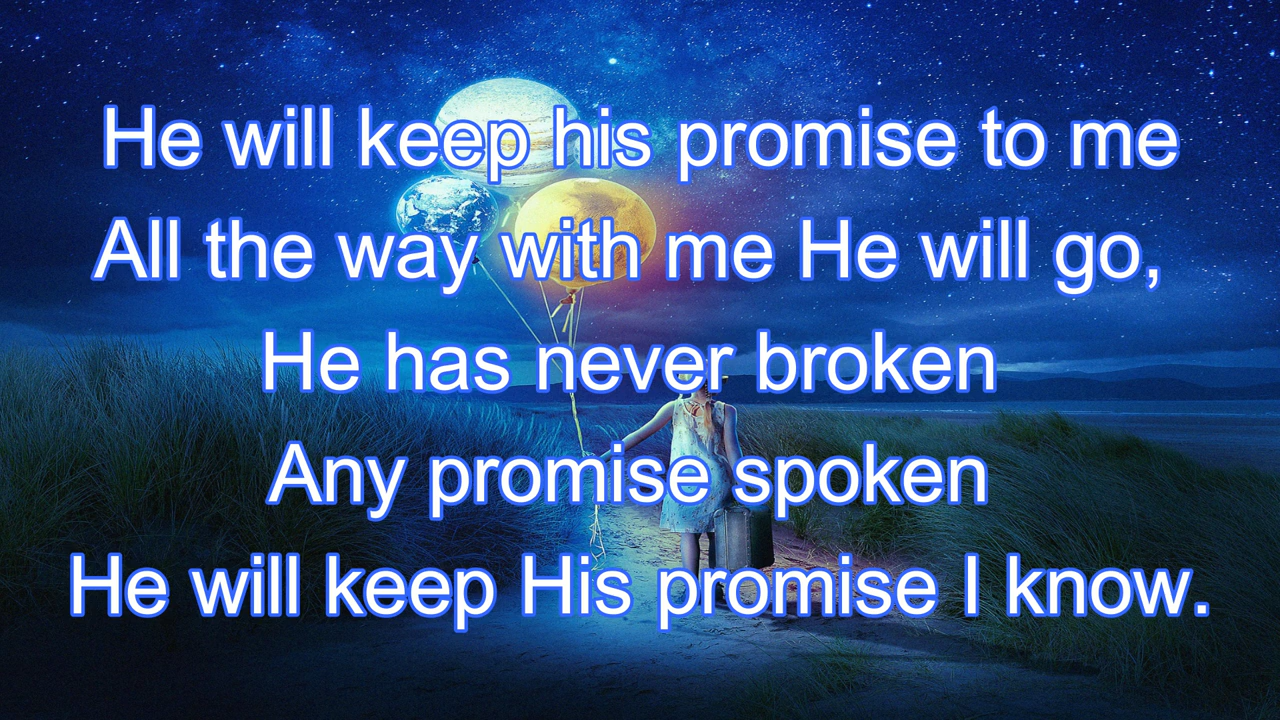 He will keep his promise to me
All the way with me He will go,
He has never broken
Any promise spoken
He will keep His promise I know.